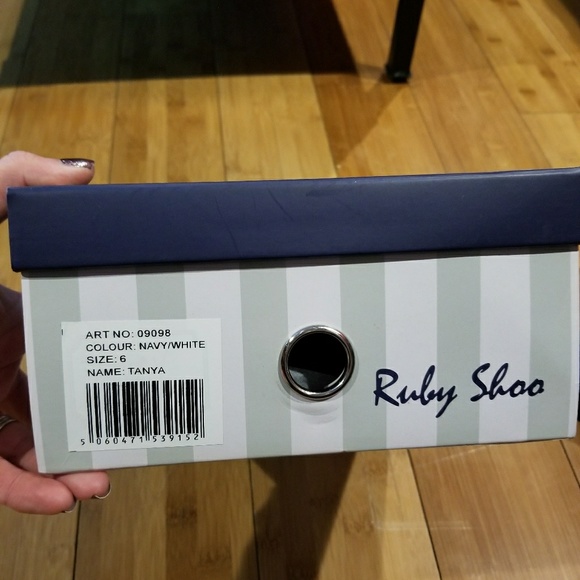 ART NO: 09098
COLOUR: NAVY/WHITE
SIZE: 6
NAME: TANYA
5 060471 539152
Ruby Shoo